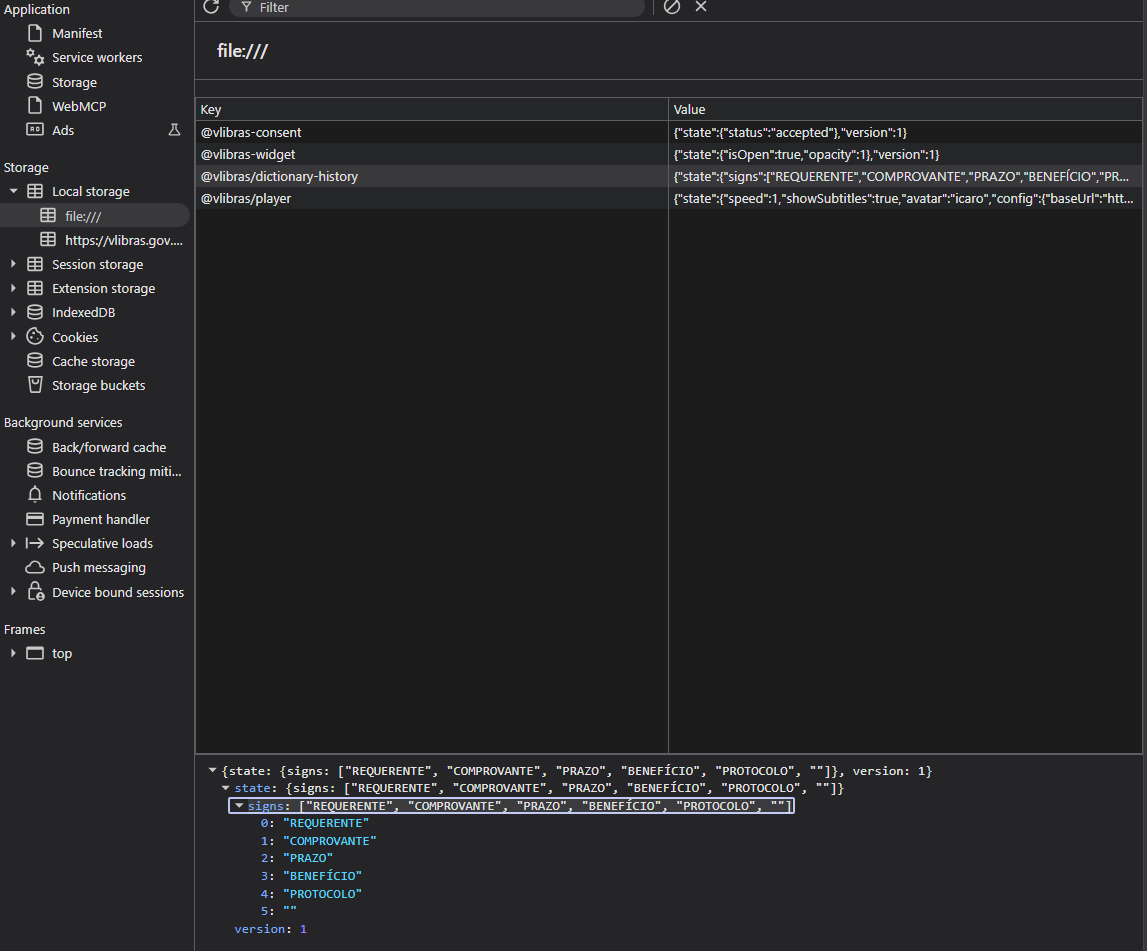 Application
Manifest
Service workers
Storage
WebMCP
Ads
Storage
Local storage
file:///
https://vlibras.gov....
Session storage
Extension storage
IndexedDB
Cookies
Cache storage
Storage buckets
Background services
Back/forward cache
Bounce tracking miti...
Notifications
Payment handler
Speculative loads
Push messaging
Device bound sessions
Frames
top
Filter
file:///
Key Value
@vlibras-consent {"state":{"status":"accepted"},"version":1}
@vlibras-widget {"state":{"isOpen":true,"opacity":1},"version":1}
@vlibras/dictionary-history {"state":{"signs":["REQUERENTE","COMPROVANTE","PRAZO","BENEFÍCIO","PR...
@vlibras/player {"state":{"speed":1,"showSubtitles":true,"avatar":"icaro","config":{"baseUrl":"htt...
{state: {signs: ["REQUERENTE", "COMPROVANTE", "PRAZO", "BENEFÍCIO", "PROTOCOLO", ""]}, version: 1}
state: {signs: ["REQUERENTE", "COMPROVANTE", "PRAZO", "BENEFÍCIO", "PROTOCOLO", ""]}
signs: ["REQUERENTE", "COMPROVANTE", "PRAZO", "BENEFÍCIO", "PROTOCOLO", ""]
0: "REQUERENTE"
1: "COMPROVANTE"
2: "PRAZO"
3: "BENEFÍCIO"
4: "PROTOCOLO"
5: ""
version: 1